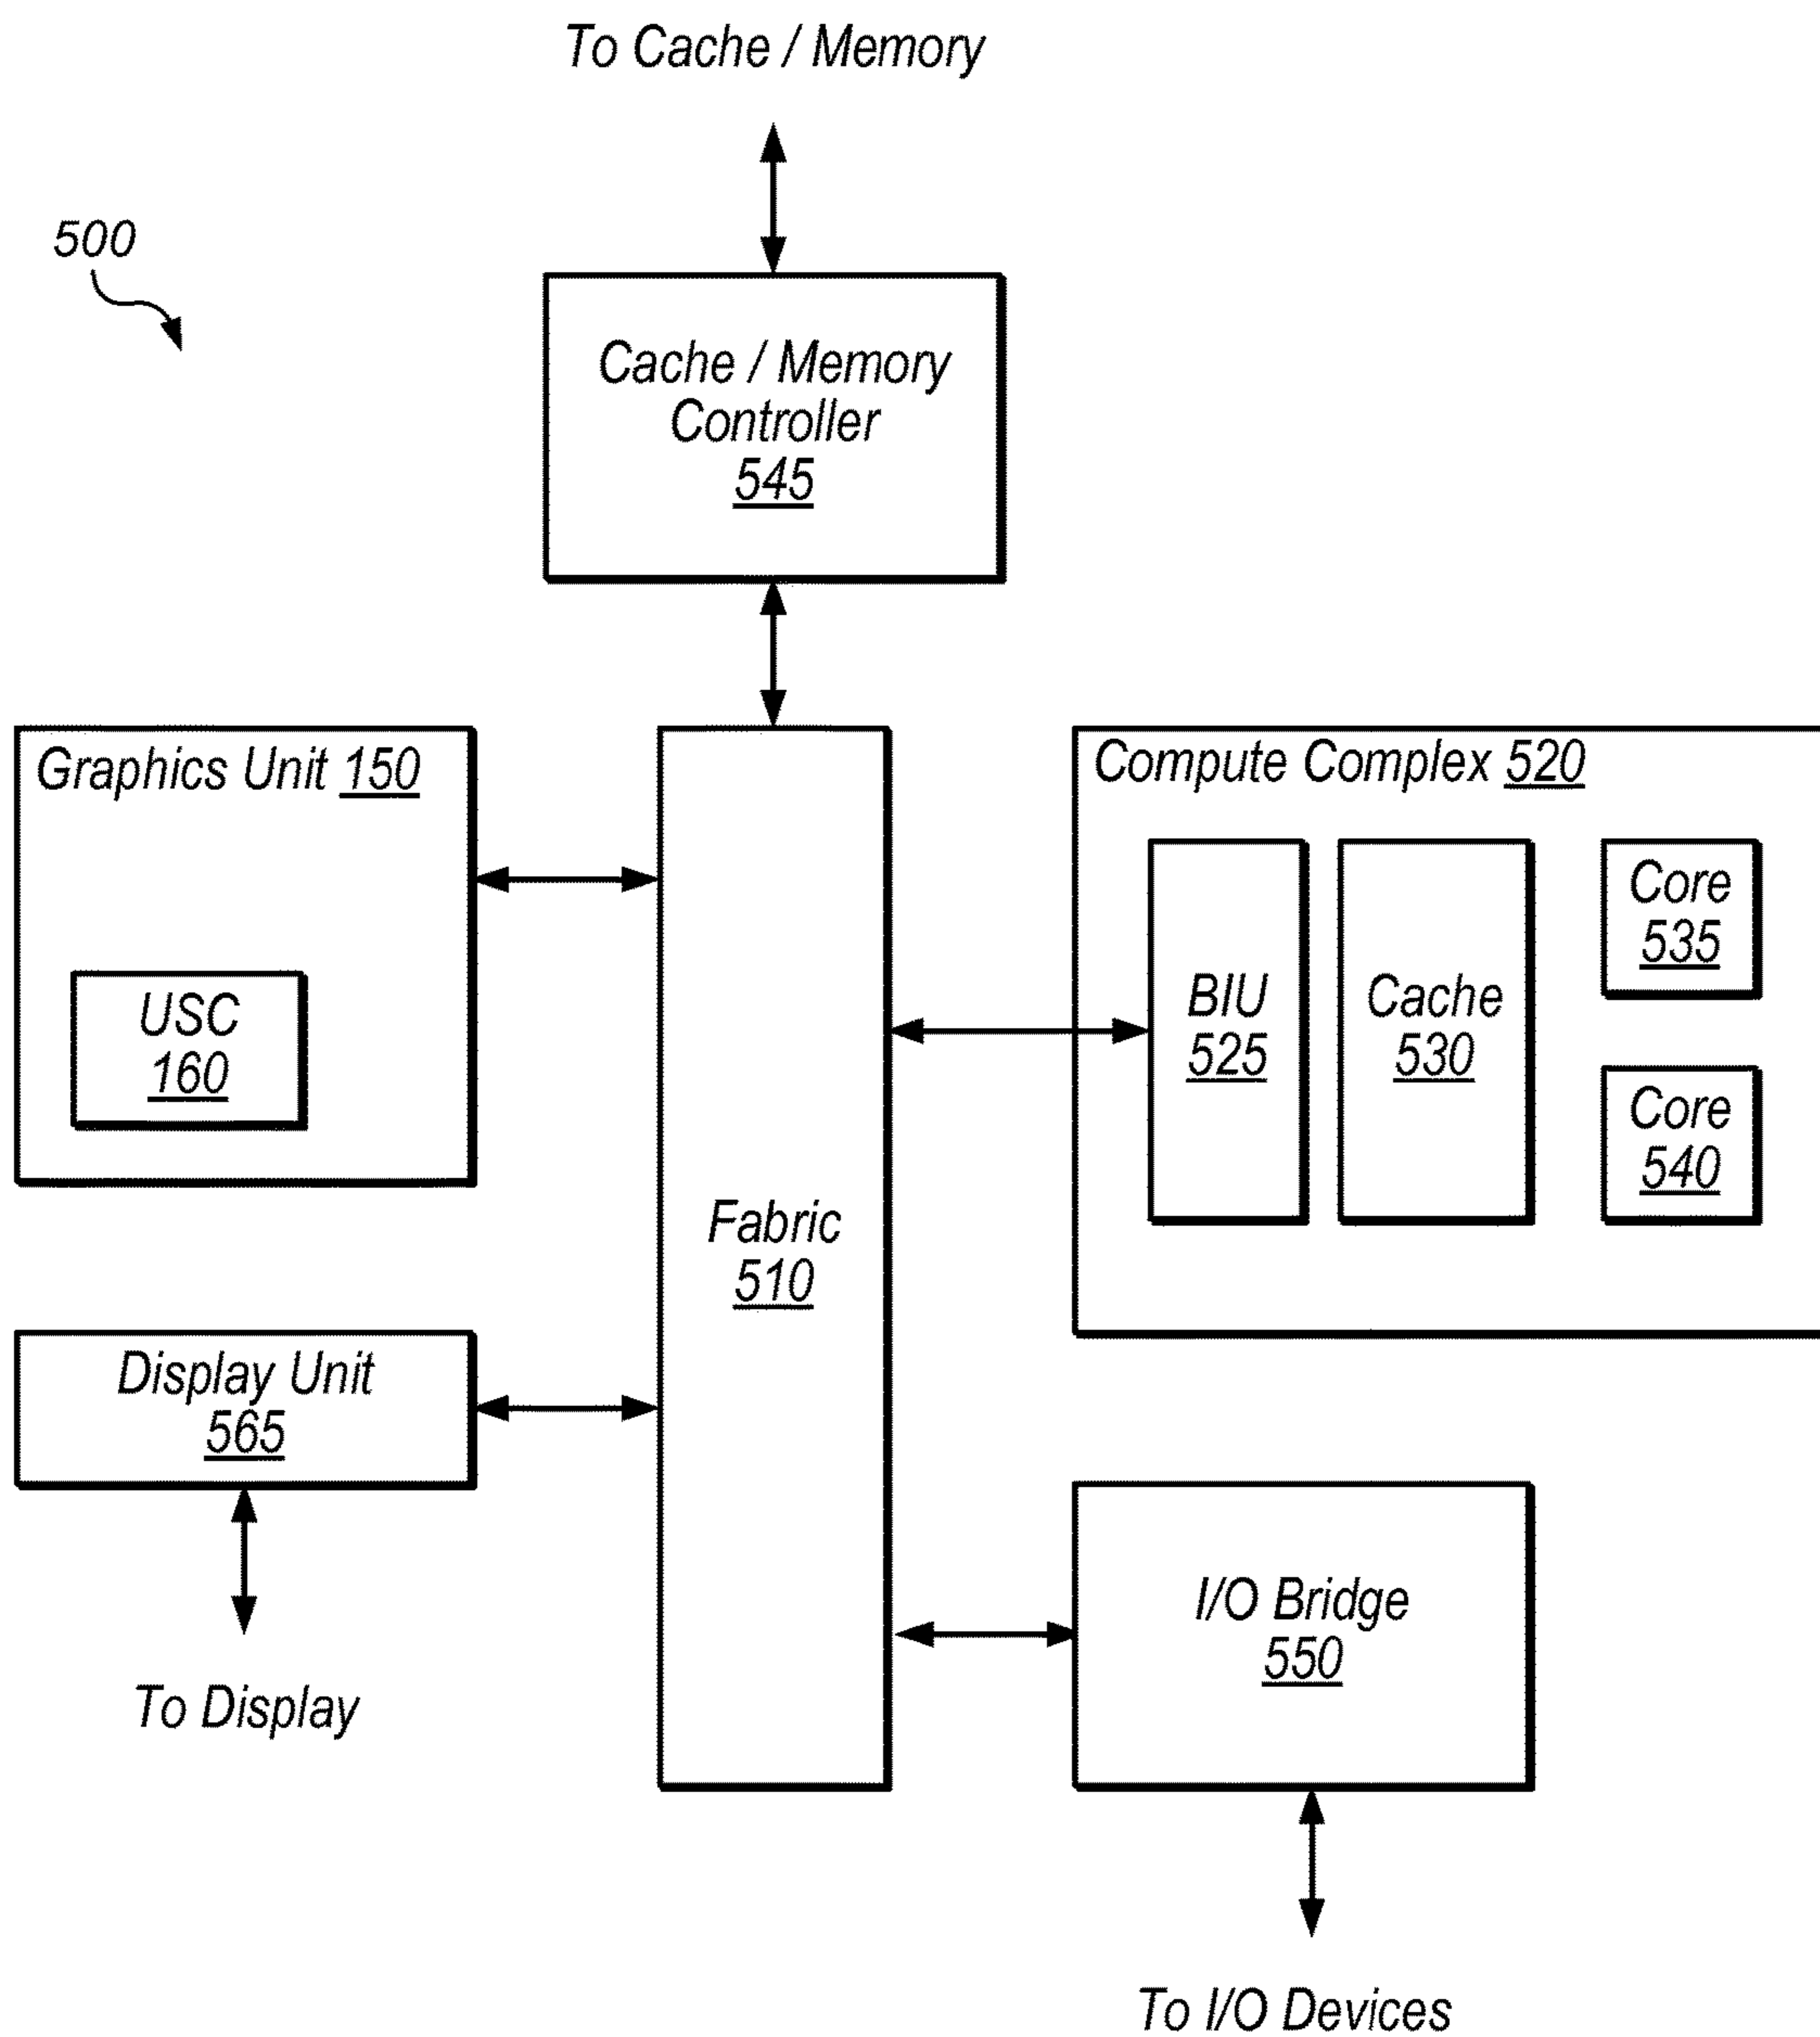 To Cache / Memory
500
Cache / Memory
Controller
545
Graphics Unit 150
USC
160
Fabric
510
Compute Complex 520
BIU
525
Cache
530
Core
535
Core
540
Display Unit
565
To Display
I/O Bridge
550
To I/O Devices